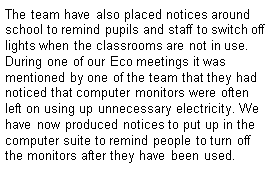 The team have also placed notices around
school to remind pupils and staff to switch off
lights when the classrooms are not in use.
During one of our Eco meetings it was
mentioned by one of the team that they had
noticed that computer monitors were often
left on using up unnecessary electricity. We
have now produced notices to put up in the
computer suite to remind people to turn off
the monitors after they have been used.